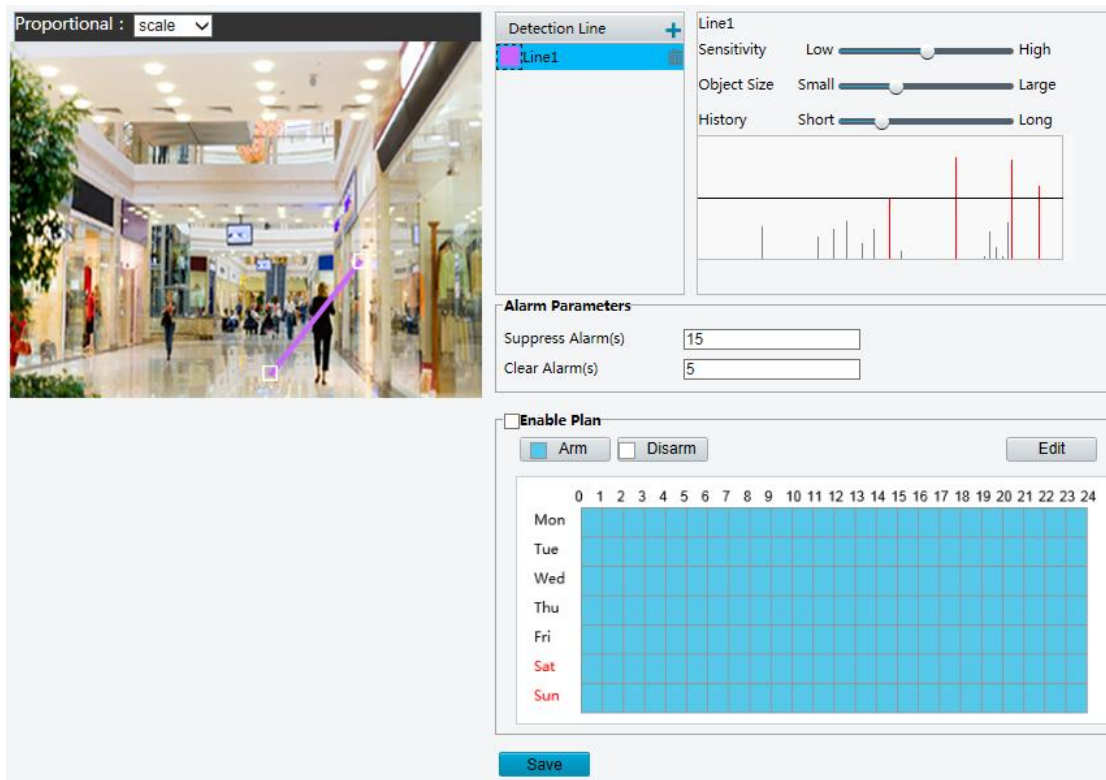 Proportional : scale
Detection Line
Line1
Line1
Sensitivity Low High
Object Size Small Large
History Short Long
Alarm Parameters
Suppress Alarm(s) 15
Clear Alarm(s) 5
Enable Plan
Arm Disarm Edit
0 1 2 3 4 5 6 7 8 9 10 11 12 13 14 15 16 17 18 19 20 21 22 23 24
Mon
Tue
Wed
Thu
Fri
Sat
Sun
Save